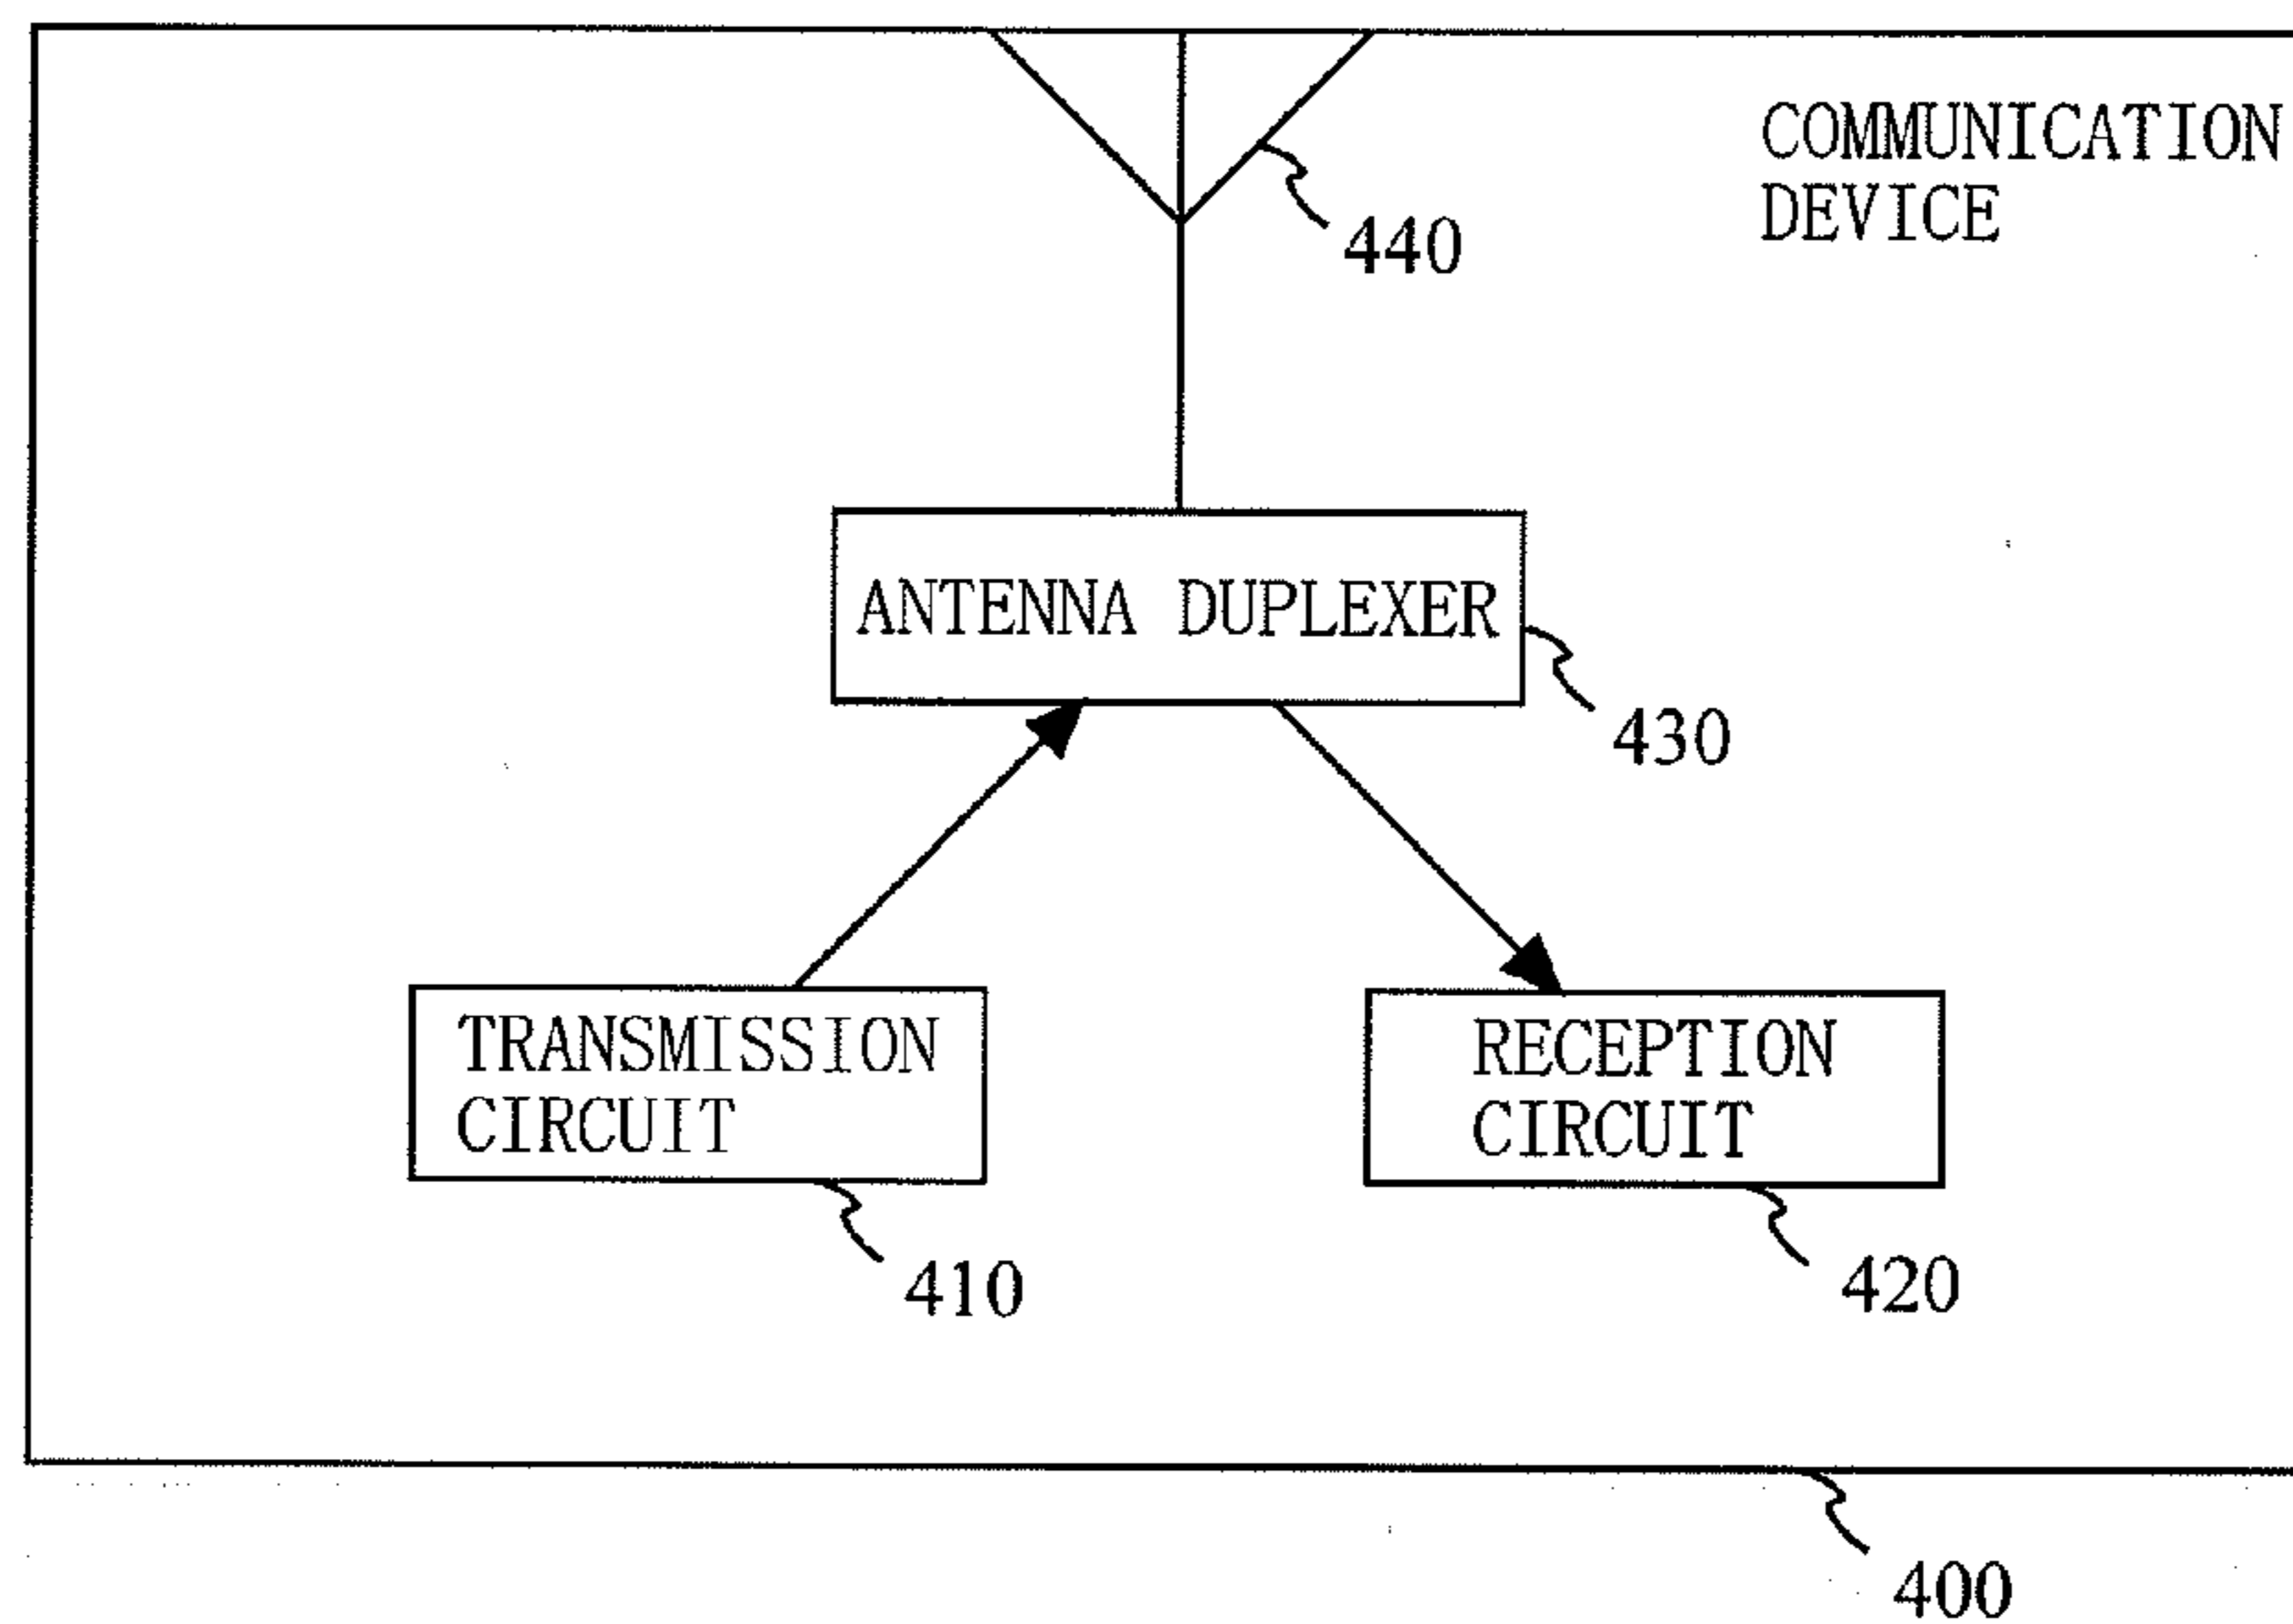 COMMUNICATION
DEVICE
440
ANTENNA DUPLEXER
430
TRANSMISSION
CIRCUIT
RECEPTION
CIRCUIT
410
420
400